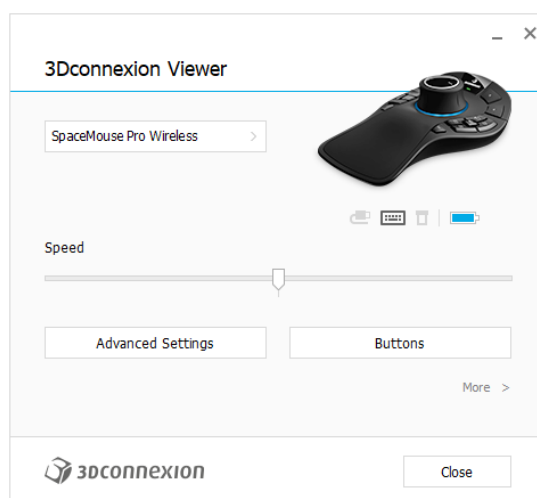 3Dconnexion Viewer
SpaceMouse Pro Wireless >
Speed
Advanced Settings
Buttons
More >
3DCONNEXION
Close